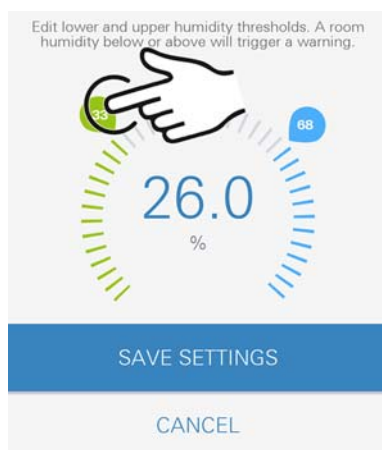 Edit lower and upper humidity thresholds. A room
humidity below or above will trigger a warning.
33
68
26.0
%
SAVE SETTINGS
CANCEL